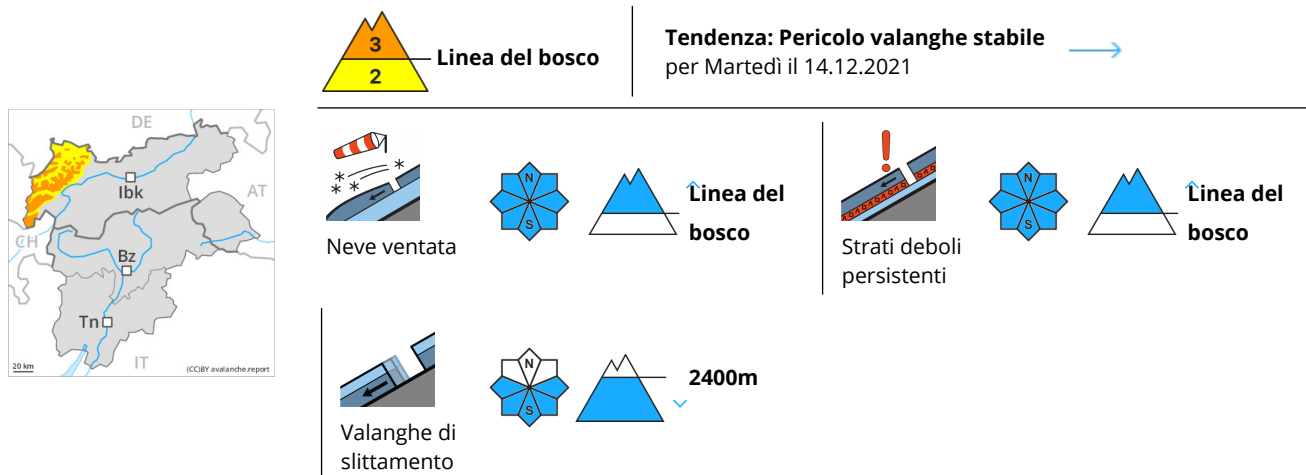 3
2
Linea del bosco
Tendenza: Pericolo valanghe stabile
per Martedì il 14.12.2021
DE
Ibk
AT
CH
Bz
Tn
IT
20 km
(CC)BY avalanche.report
N
S
Linea del
bosco
Neve ventata
N
S
Linea del
bosco
Strati deboli
persistenti
N
S
2400m
Valanghe di
slittamento